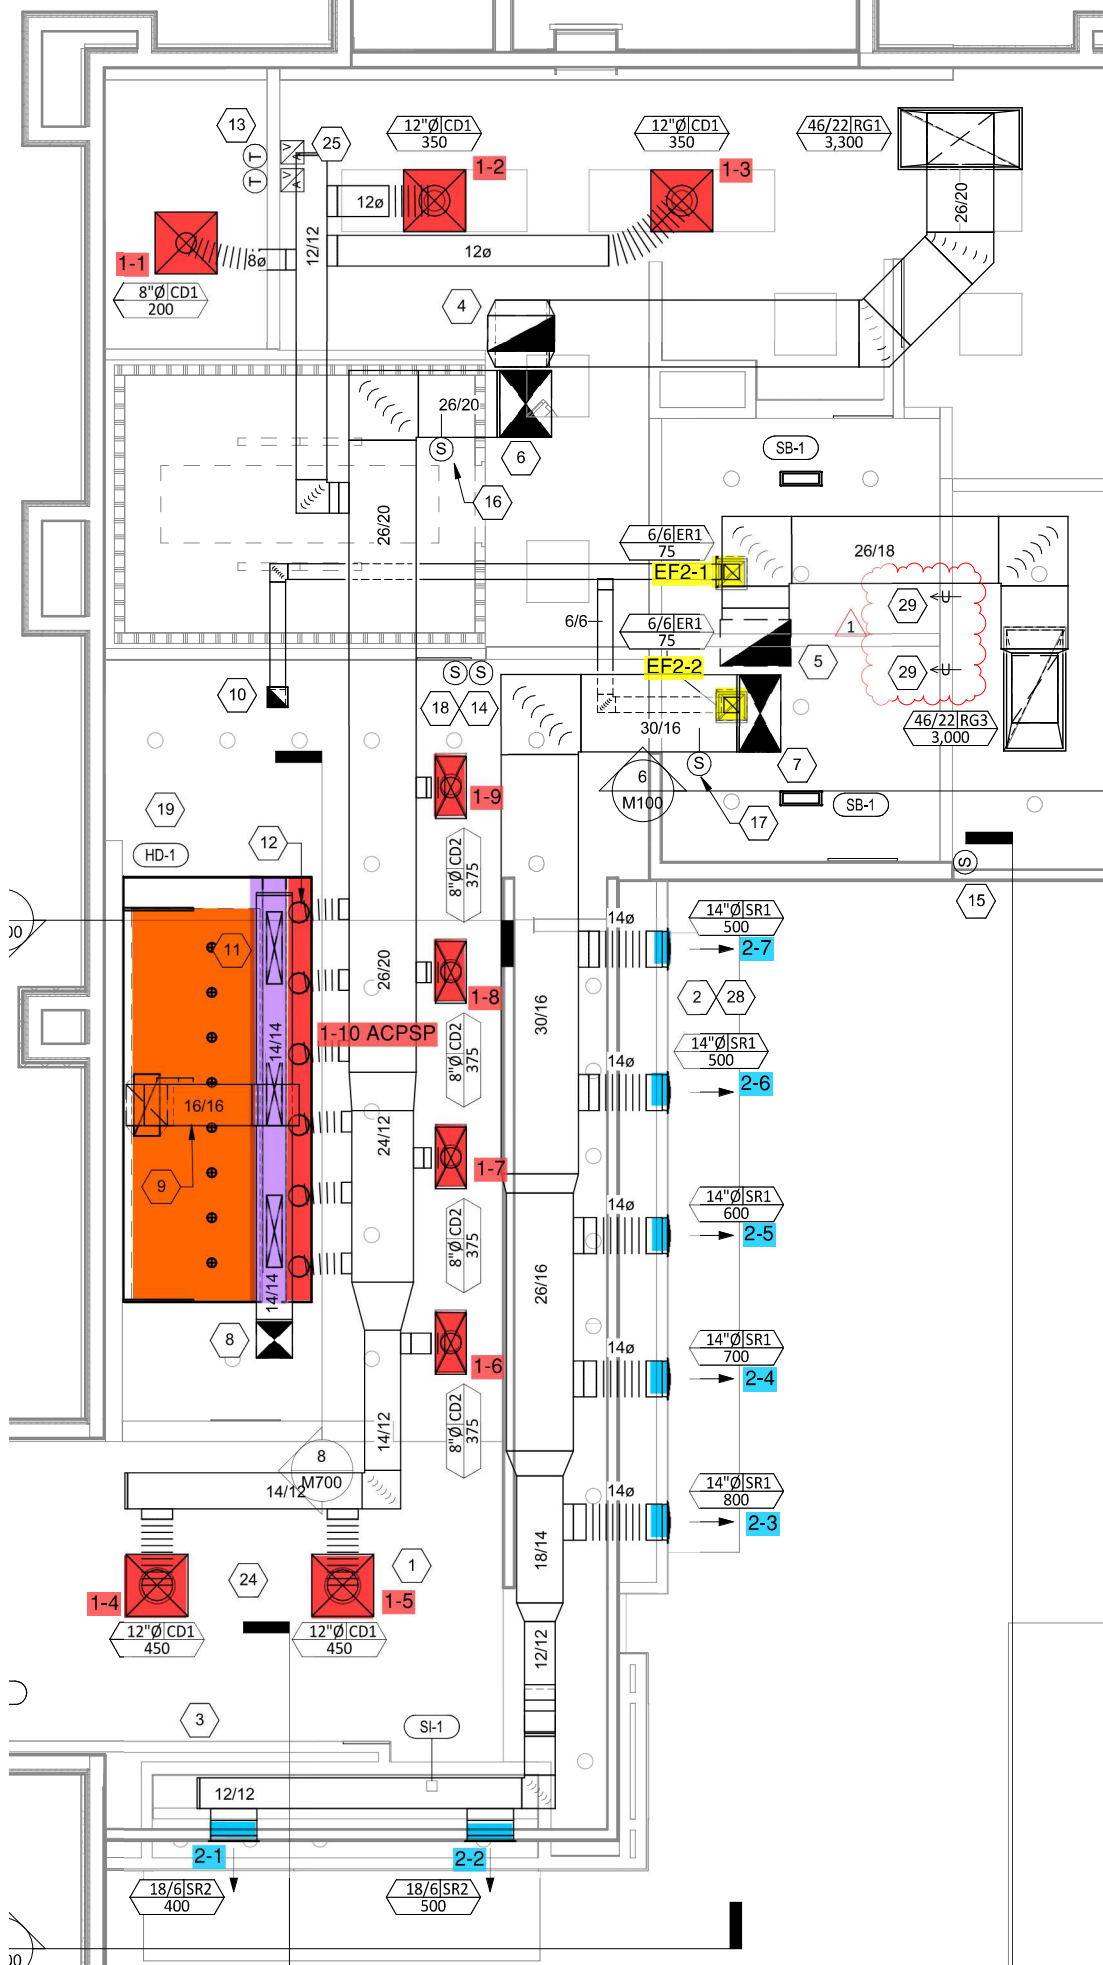 13
25
12"Ø CD1
350
12"Ø CD1
350
46/22 RG1
3,300
V
A
T
V
A
T
1-2
1-3
12ø
26/20
12/12
12ø
1-1
8ø
8"Ø CD1
200
4
26/20
S
6
SB-1
16
26/20
6/6 ER1
75
26/18
EF2-1
29
6/6
6/6 ER1
75
1
EF2-2
5
29
S
S
10
18
14
46/22 RG3
3,000
30/16
S
7
6
M100
1-9
SB-1
17
19
12
HD-1
8"Ø CD2
375
S
15
00
14ø
14"Ø SR1
500
2-7
11
26/20
1-8
2
28
30/16
1-10 ACPSP
14/14
8"Ø CD2
375
14"Ø SR1
500
14ø
2-6
16/16
24/12
1-7
9
14ø
14"Ø SR1
600
2-5
8"Ø CD2
375
14/14
26/16
8
14ø
14"Ø SR1
700
1-6
2-4
14/12
8"Ø CD2
375
8
M700
14/12
14ø
14"Ø SR1
800
2-3
18/14
1
24
1-4
1-5
12"Ø CD1
450
12"Ø CD1
450
12/12
3
SI-1
12/12
2-1
2-2
18/6 SR2
400
18/6 SR2
500
00